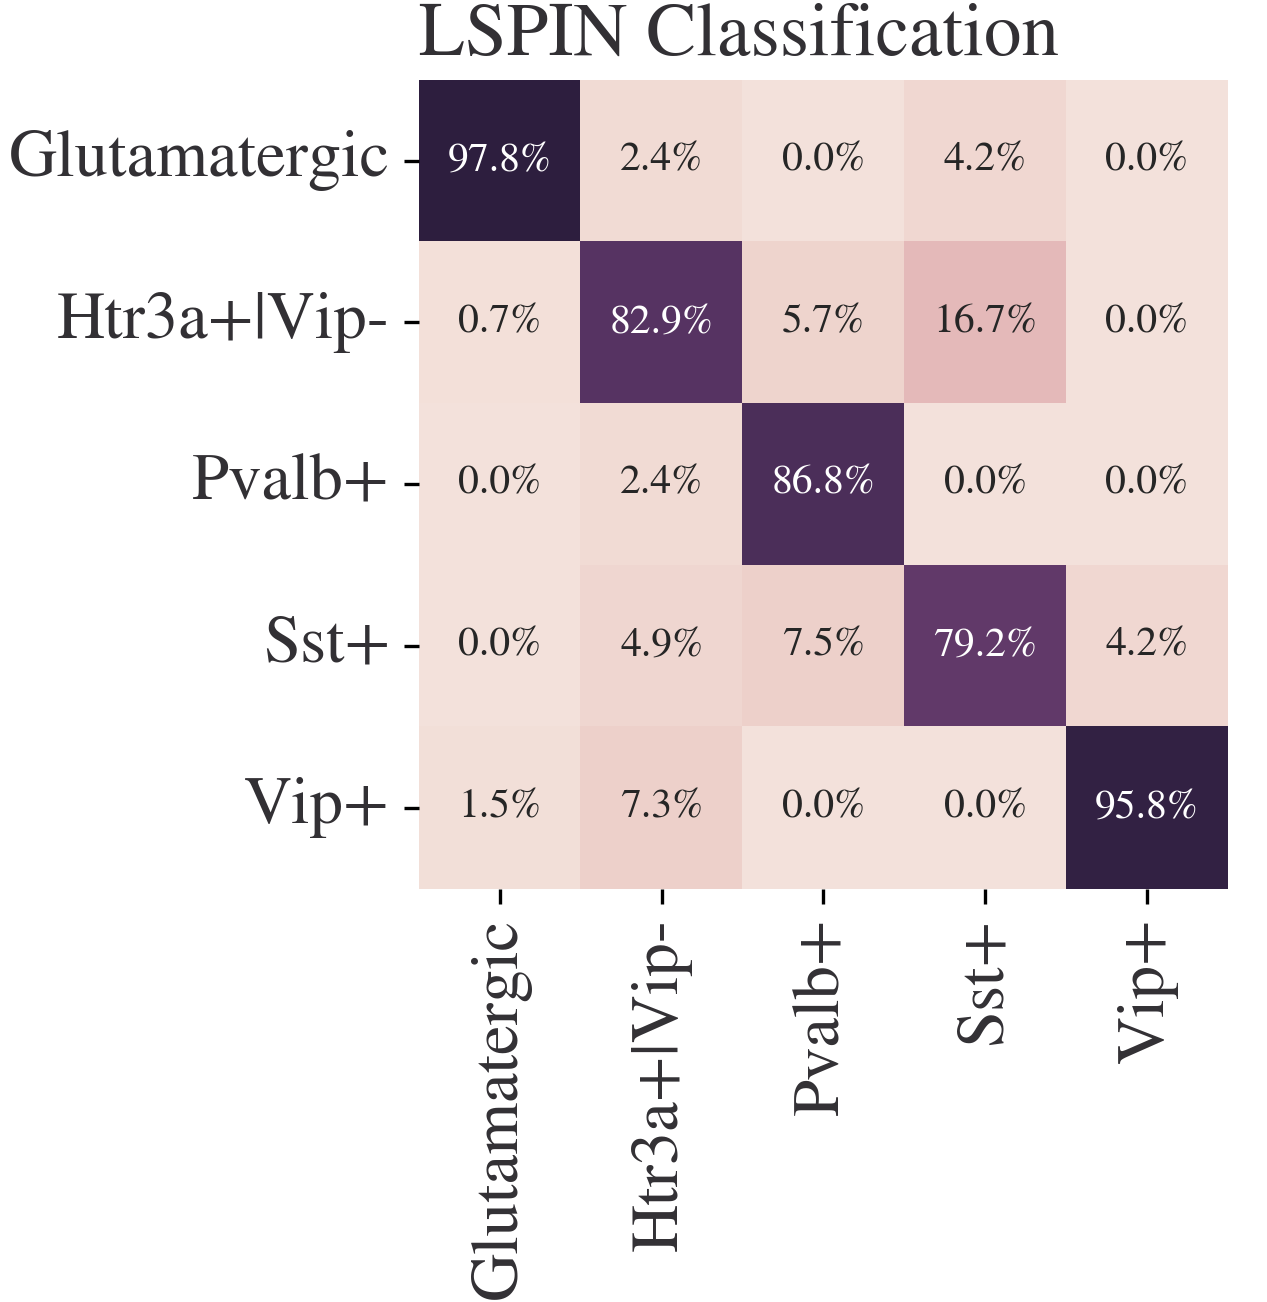 LSPIN Classification
Glutamatergic 97.8% 2.4% 0.0% 4.2% 0.0%
Htr3a+|Vip- 0.7% 82.9% 5.7% 16.7% 0.0%
Pvalb+ 0.0% 2.4% 86.8% 0.0% 0.0%
Sst+ 0.0% 4.9% 7.5% 79.2% 4.2%
Vip+ 1.5% 7.3% 0.0% 0.0% 95.8%
Glutamatergic
Htr3a+|Vip-
Pvalb+
Sst+
Vip+